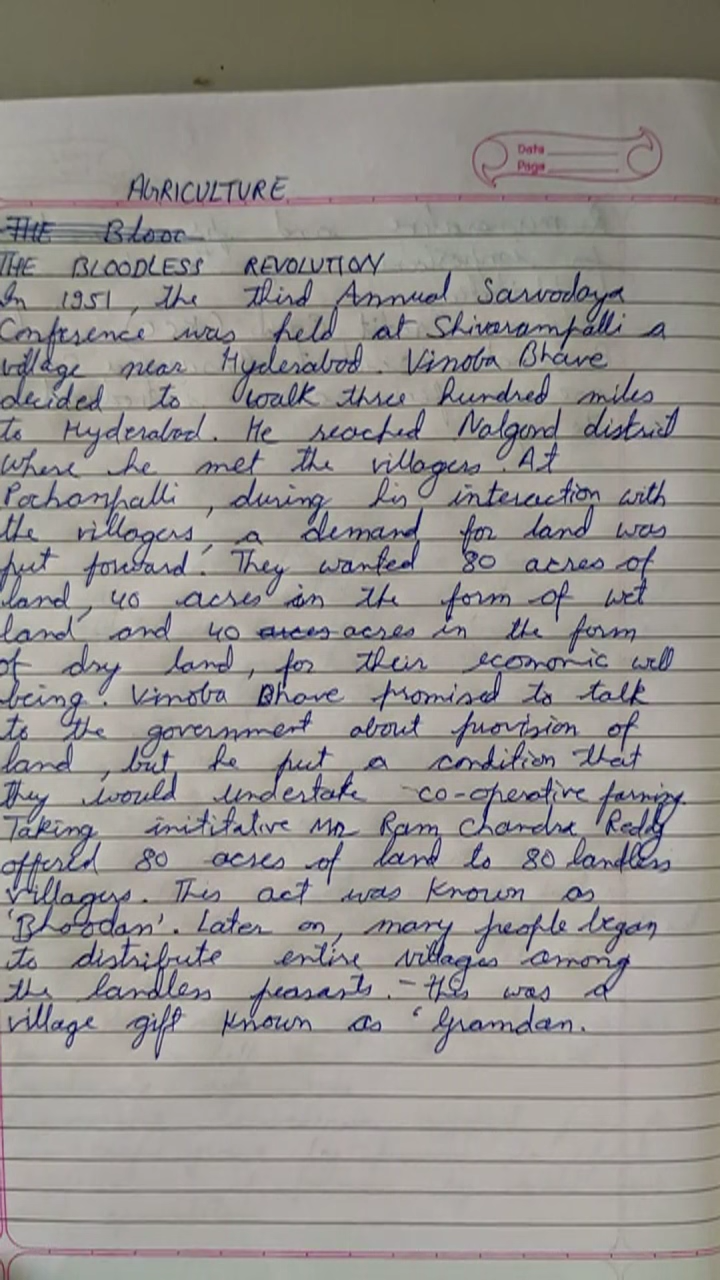 Date
Page
AGRICULTURE
THE Blooc
THE BLOODLESS REVOLUTION
In 1951, the third Annual Sarvodaya
Conference was held at Shivarampalli a
village near Hyderabad. Vinoba Bhave
decided to walk three hundred miles
to Hyderabad. He reached Nalgond district
where he met the villagers. At
Pochampalli, during his interaction with
the villagers, a demand for land was
put forward. They wanted 80 acres of
land, 40 acres in the form of wet
land and 40 acres acres in the form
of dry land, for their economic well
being. Vinoba Bhave promised to talk
to the government about provision of
land, but he put a condition that
they would undertake co-operative farming.
Taking inititative Mr Ram Chandra Reddy
offered 80 acres of land to 80 landless
villagers. This act was known as
'Bhoodan'. Later on, many people began
to distribute entire villages among
the landless peasants. - This was a
village gift known as 'Gramdan.